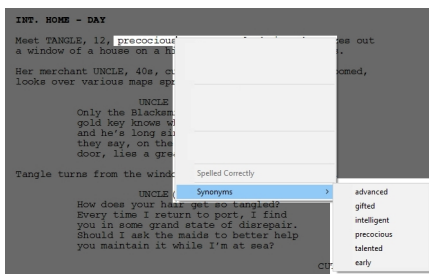 INT. HOME - DAY
Meet TANGLE, 12, precocious out
a window of a house on a
Her merchant UNCLE, 40s,
looks over various maps
UNCLE
Only the Blacksm
gold key knows
and he's long
they say, on the
door, lies a
Tangle turns from the
UNCLE
How does your hair get so tangled?
Every time I return to port, I find
you in some grand state of disrepair.
Should I ask the maids to better help
you maintain it while I'm at sea?
Spelled Correctly
Synonyms >
advanced
gifted
intelligent
precocious
talented
early